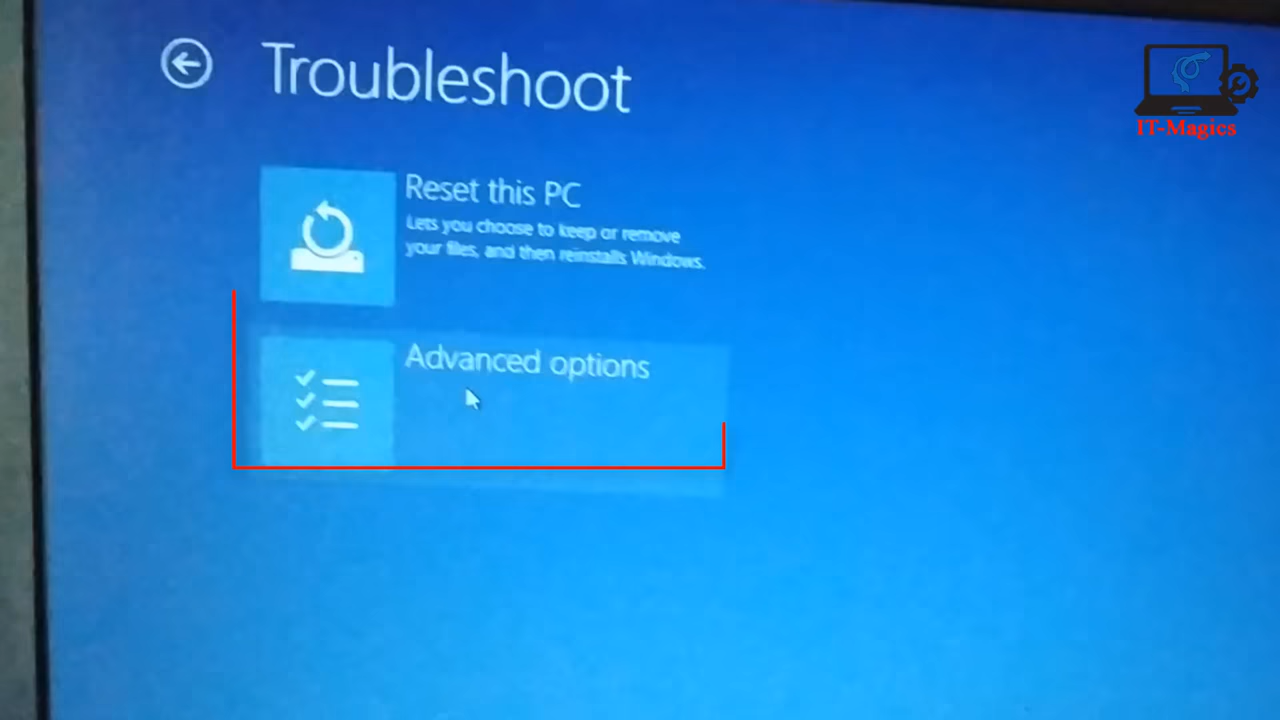 Troubleshoot
IT-Magics
Reset this PC
Lets you choose to keep or remove
your files, and then reinstalls Windows.
Advanced options